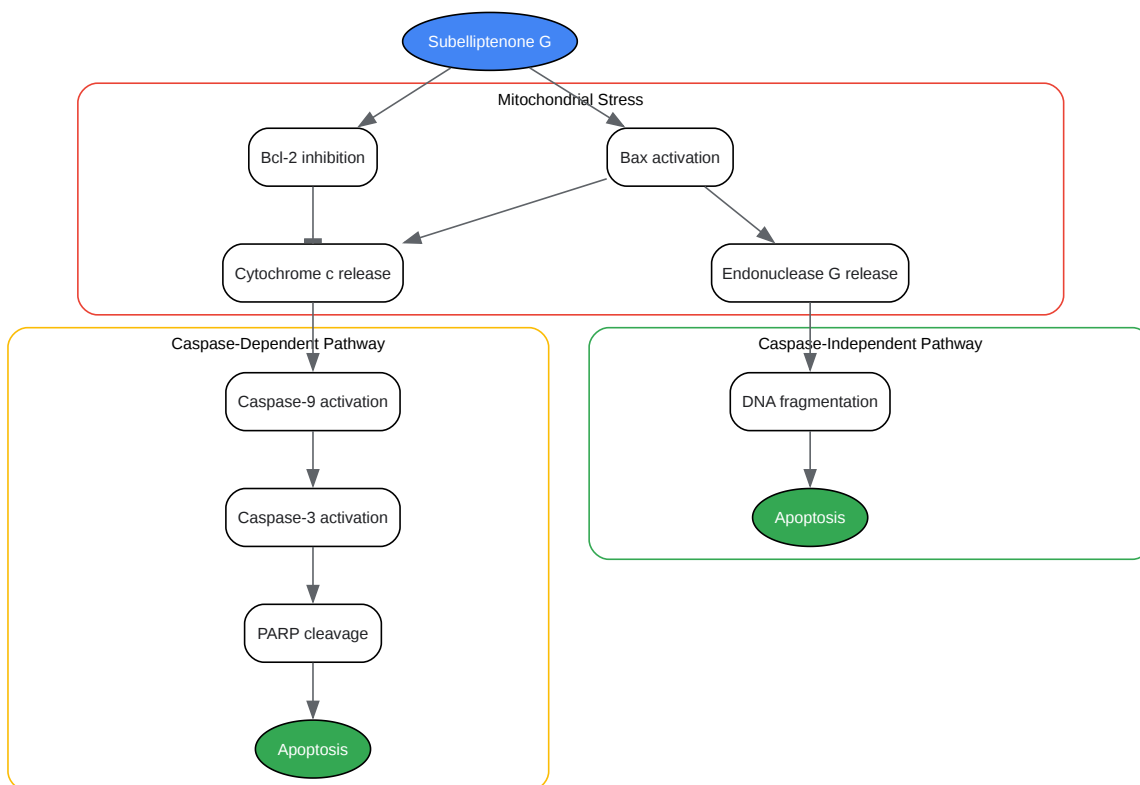 Subelliptenone G
Mitochondrial Stress
Bcl-2 inhibition
Bax activation
Cytochrome c release
Endonuclease G release
Caspase-Dependent Pathway
Caspase-9 activation
Caspase-3 activation
PARP cleavage
Apoptosis
Caspase-Independent Pathway
DNA fragmentation
Apoptosis